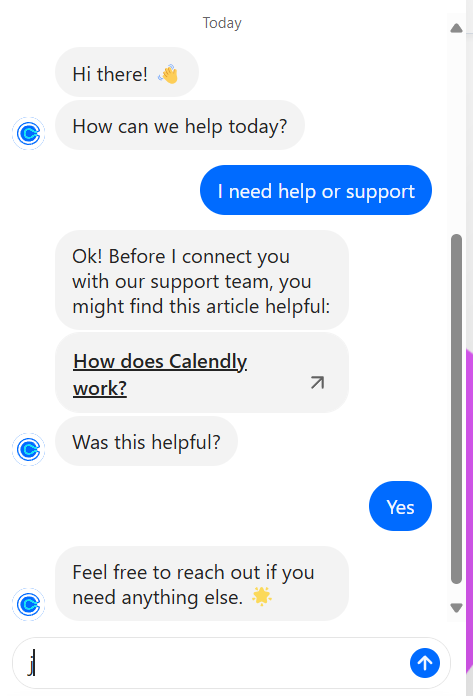 Today
Hi there! 👋
How can we help today?
I need help or support
Ok! Before I connect you
with our support team, you
might find this article helpful:
How does Calendly
work?
Was this helpful?
Yes
Feel free to reach out if you
need anything else. 🌟
j